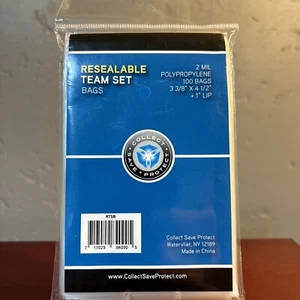 RESEALABLE
TEAM SET
BAGS
2 MIL
POLYPROPYLENE
100 BAGS
3 3/8" X 4 1/2"
+ 1" LIP
COLLECT • SAVE • PROTECT •
RTSB
Collect Save Protect
Watervliet, NY 12189
Made in China
www.CollectSaveProtect.com